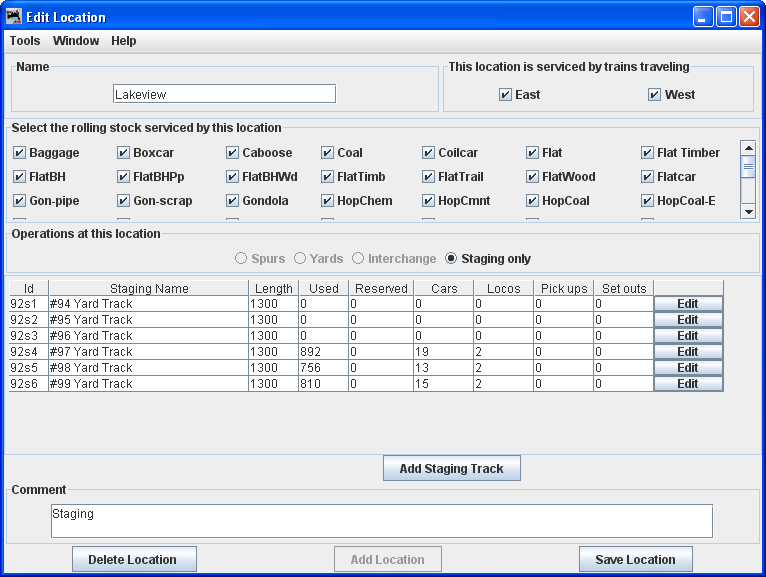 Edit Location
Tools Window Help
Name
This location is serviced by trains traveling
Lakeview
East West
Select the rolling stock serviced by this location
Baggage Boxcar Caboose Coal Coilcar Flat Flat Timber
FlatBH FlatBHPp FlatBHWd FlatTimb FlatTrail FlatWood Flatcar
Gon-pipe Gon-scrap Gondola HopChem HopCmnt HopCoal HopCoal-E
Operations at this location
Spurs Yards Interchange Staging only
Id Staging Name Length Used Reserved Cars Locos Pick ups Set outs
92s1 #94 Yard Track 1300 0 0 0 0 0 0 Edit
92s2 #95 Yard Track 1300 0 0 0 0 0 0 Edit
92s3 #96 Yard Track 1300 0 0 0 0 0 0 Edit
92s4 #97 Yard Track 1300 892 0 19 2 0 0 Edit
92s5 #98 Yard Track 1300 756 0 13 2 0 0 Edit
92s6 #99 Yard Track 1300 810 0 15 2 0 0 Edit
Add Staging Track
Comment
Staging
Delete Location Add Location Save Location